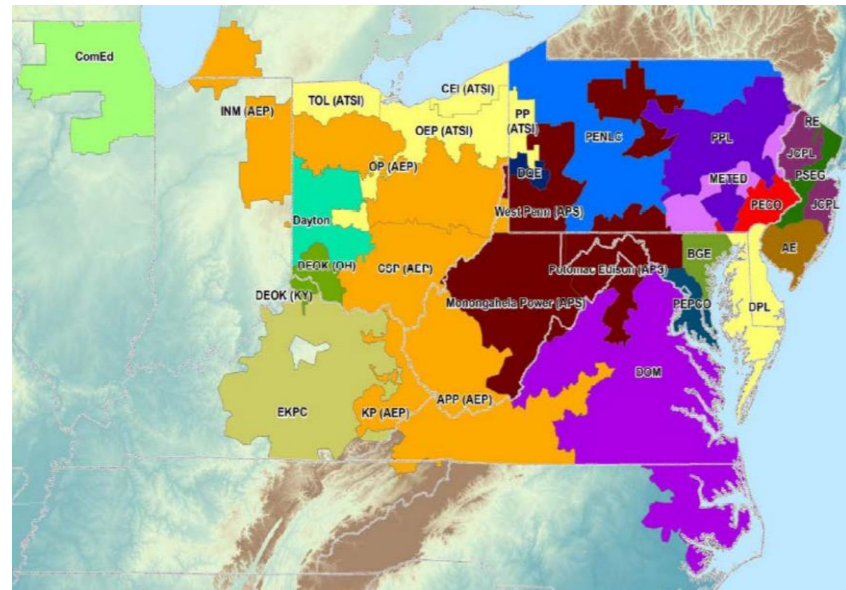 ComEd
INM (AEP)
TOL (ATSI)
CEI (ATSI)
OEP (ATSI)
PP
(ATSI)
OP (AEP)
DQE
PENLC
PPL
RE
JCPL
METED
PSEG
PECO
JCPL
Dayton
West Penn (APS)
AE
BGE
DEOK (OH)
CSP (AEP)
Potomac Edison (APS)
DEOK (KY)
Monongahela Power (APS)
PEPCO
DPL
DOM
EKPC
KP (AEP)
APP (AEP)